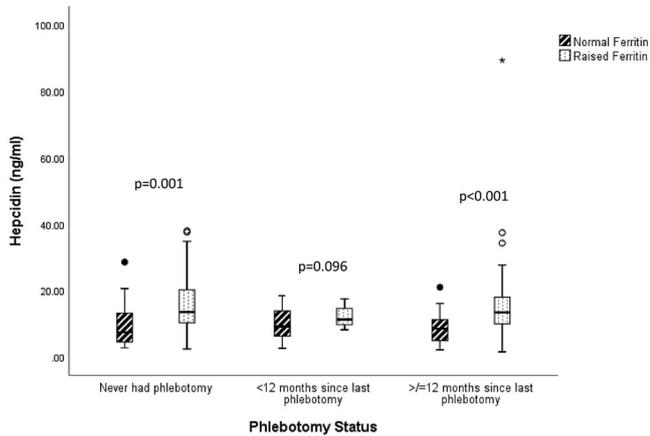 100.00
80.00
60.00
40.00
20.00
.00
Hepcidin (ng/ml)
Normal Ferritin
Raised Ferritin
*
p=0.001
p=0.096
p<0.001
Never had phlebotomy
<12 months since last
phlebotomy
>/=12 months since last
phlebotomy
Phlebotomy Status